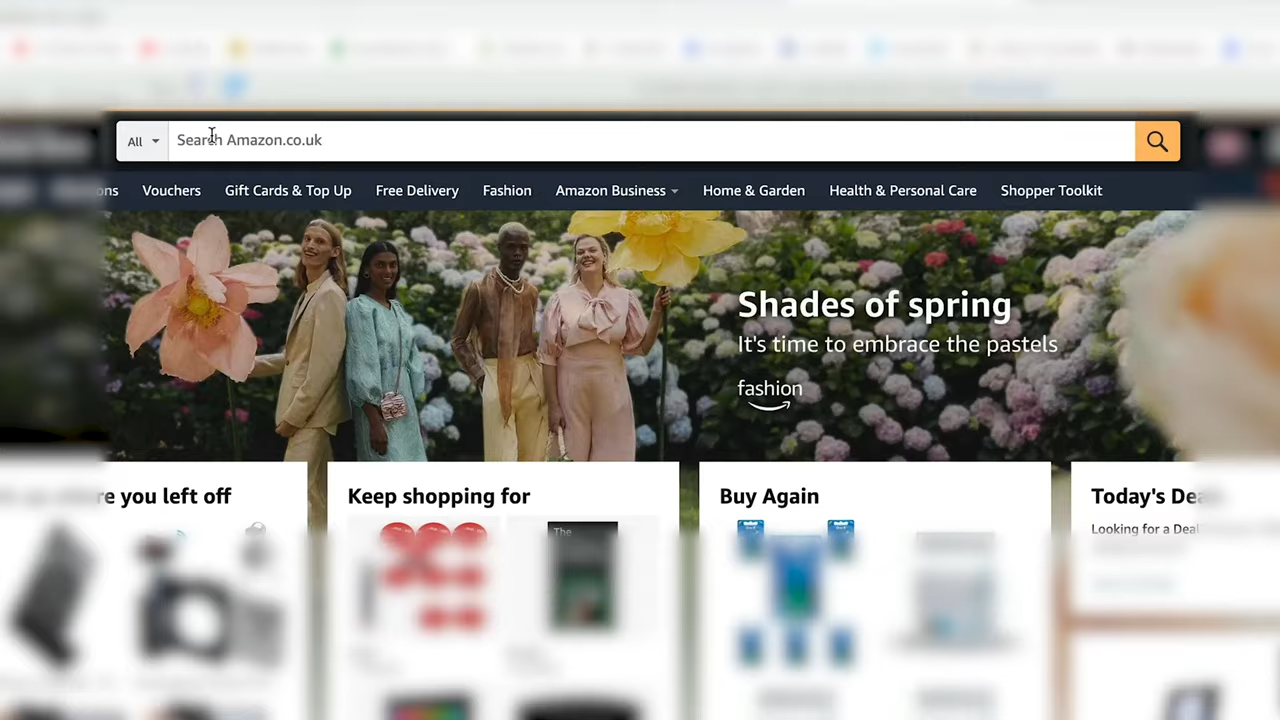 All
Search Amazon.co.uk
ons Vouchers Gift Cards & Top Up Free Delivery Fashion Amazon Business Home & Garden Health & Personal Care Shopper Toolkit
Shades of spring
It's time to embrace the pastels
fashion
re you left off
Keep shopping for
Buy Again
Today's Dea
Looking for a Deal
The